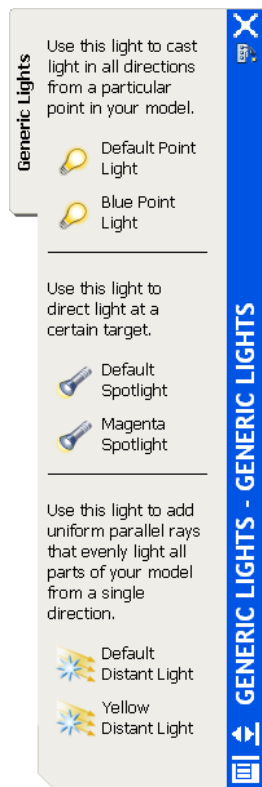 Generic Lights
Use this light to cast
light in all directions
from a particular
point in your model.
Default Point
Light
Blue Point
Light
Use this light to
direct light at a
certain target.
Default
Spotlight
Magenta
Spotlight
Use this light to add
uniform parallel rays
that evenly light all
parts of your model
from a single
direction.
Default
Distant Light
Yellow
Distant Light
GENERIC LIGHTS - GENERIC LIGHTS